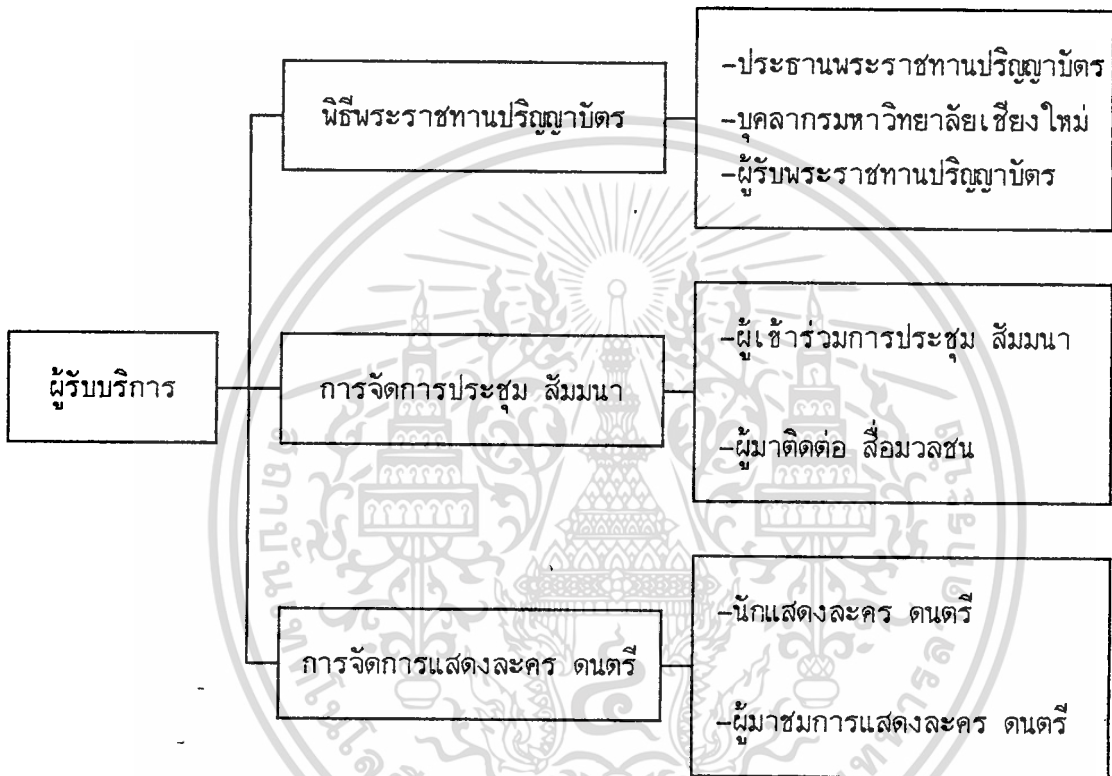 ผู้รับบริการ
พิธีพระราชทานปริญญาบัตร
-ประธานพระราชทานปริญญาบัตร
-บุคลากรมหาวิทยาลัยเชียงใหม่
-ผู้รับพระราชทานปริญญาบัตร
การจัดการประชุม สัมมนา
-ผู้เข้าร่วมการประชุม สัมมนา
-ผู้มาติดต่อ สื่อมวลชน
การจัดการแสดงละคร ดนตรี
-นักแสดงละคร ดนตรี
-ผู้มาชมการแสดงละคร ดนตรี